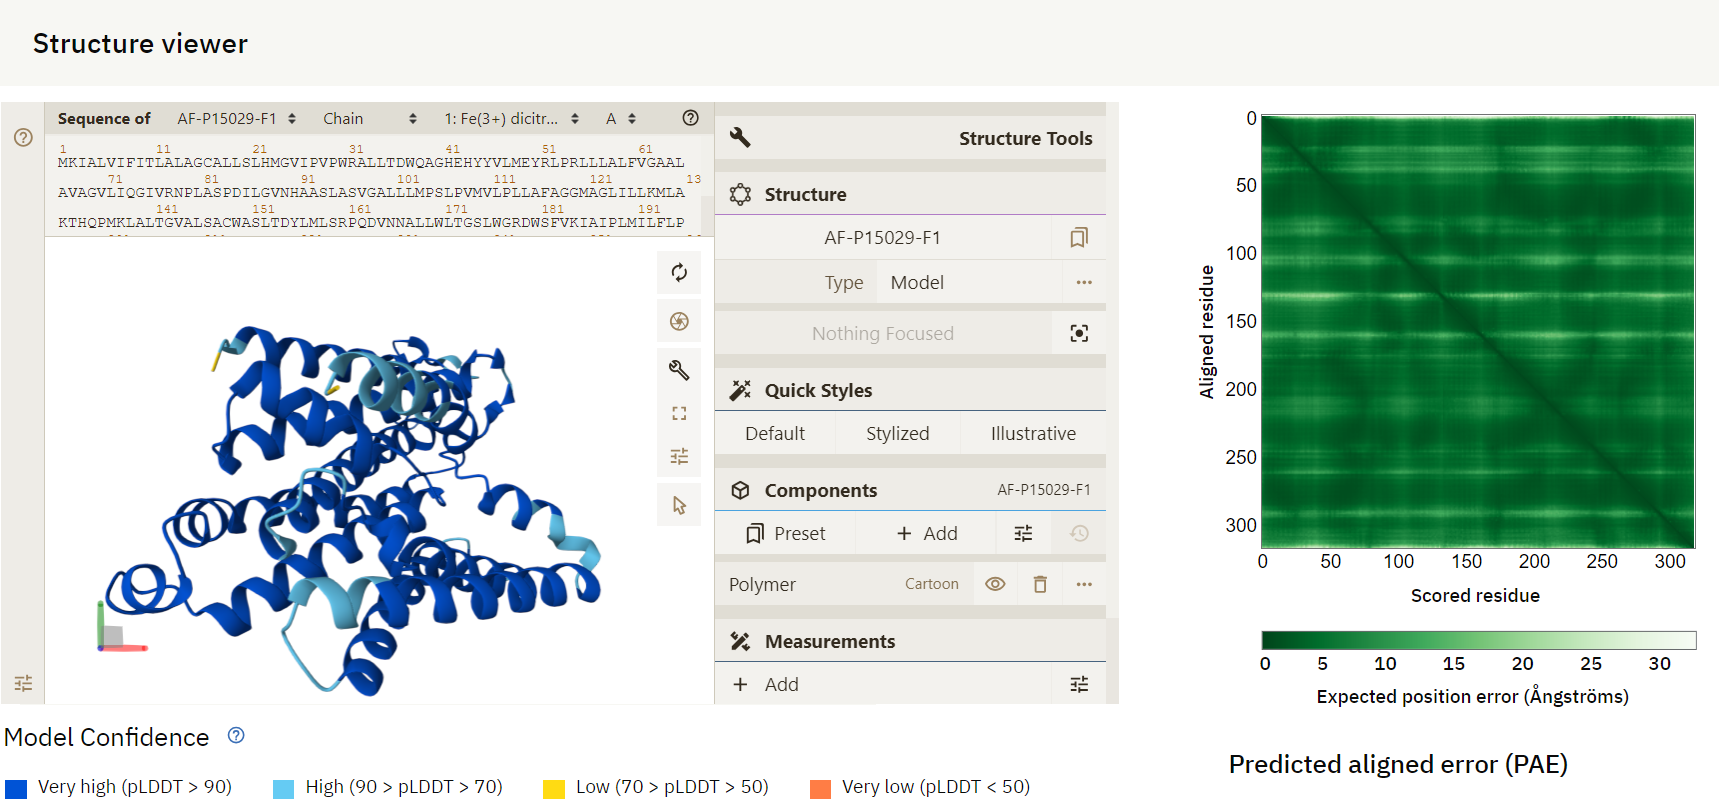 Structure viewer
Sequence of AF-P15029-F1 Chain 1: Fe(3+) dicitr... A
1 11 21 31 41 51 61
MKIALVIFITLALAGCALLSLHMGVIPVPWRALLTDWQAGHEHYYVLMEYRLPRLLLALFVGAAL
71 81 91 101 111 121 13
AVAGVLIQGIVRNPLASPDILGVNHAASLASVGALLLMPSLPVMVLPLLAFAGGMAGLILLKMLA
141 151 161 171 181 191
KTHQPMKLALTGVALSACWASLTDYLMLSRPQDVNNALLWLTGSLWGRDWSFVKIAIPLMILFLP
Structure Tools
Structure
AF-P15029-F1
Type Model
Nothing Focused
Quick Styles
Default Stylized Illustrative
Components AF-P15029-F1
Preset + Add
Polymer Cartoon
Measurements
+ Add
Model Confidence
Very high (pLDDT > 90) High (90 > pLDDT > 70) Low (70 > pLDDT > 50) Very low (pLDDT < 50)
0
50
100
150
200
250
300
Aligned residue
0 50 100 150 200 250 300
Scored residue
0 5 10 15 20 25 30
Expected position error (Ångströms)
Predicted aligned error (PAE)